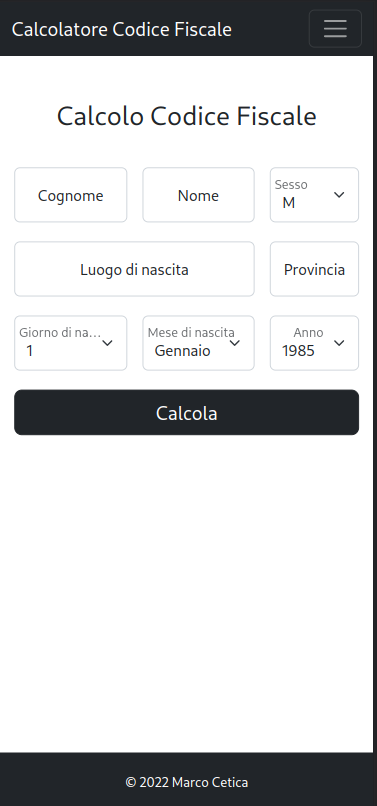 Calcolatore Codice Fiscale
Calcolo Codice Fiscale
Cognome
Nome
Sesso
M
Luogo di nascita
Provincia
Giorno di na...
1
Mese di nascita
Gennaio
Anno
1985
Calcola
© 2022 Marco Cetica